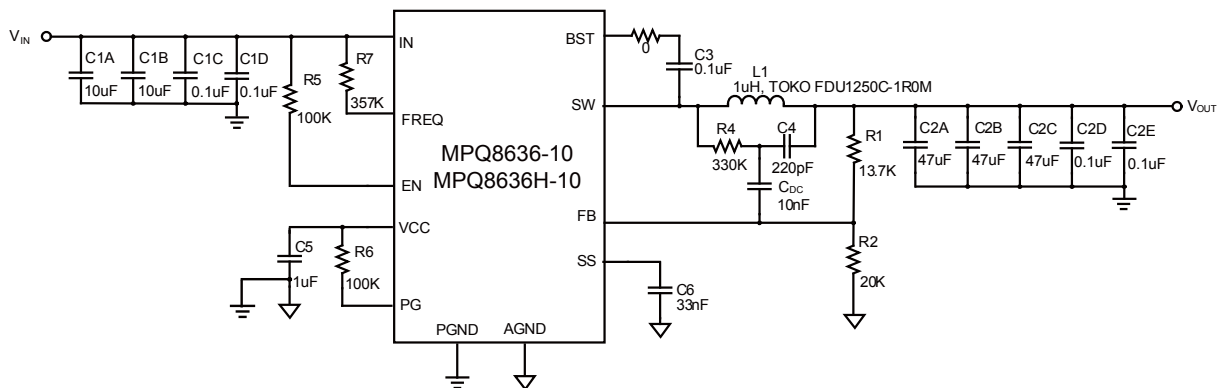 VIN
C1A
10uF
C1B
10uF
C1C
0.1uF
C1D
0.1uF
R5
100K
R7
357K
IN
FREQ
EN
VCC
PG
C5
1uF
R6
100K
MPQ8636-10
MPQ8636H-10
PGND
AGND
BST
SW
FB
SS
0
C3
0.1uF
L1
1uH, TOKO FDU1250C-1R0M
R4
330K
C4
220pF
CDC
10nF
R1
13.7K
R2
20K
C6
33nF
C2A
47uF
C2B
47uF
C2C
47uF
C2D
0.1uF
C2E
0.1uF
VOUT